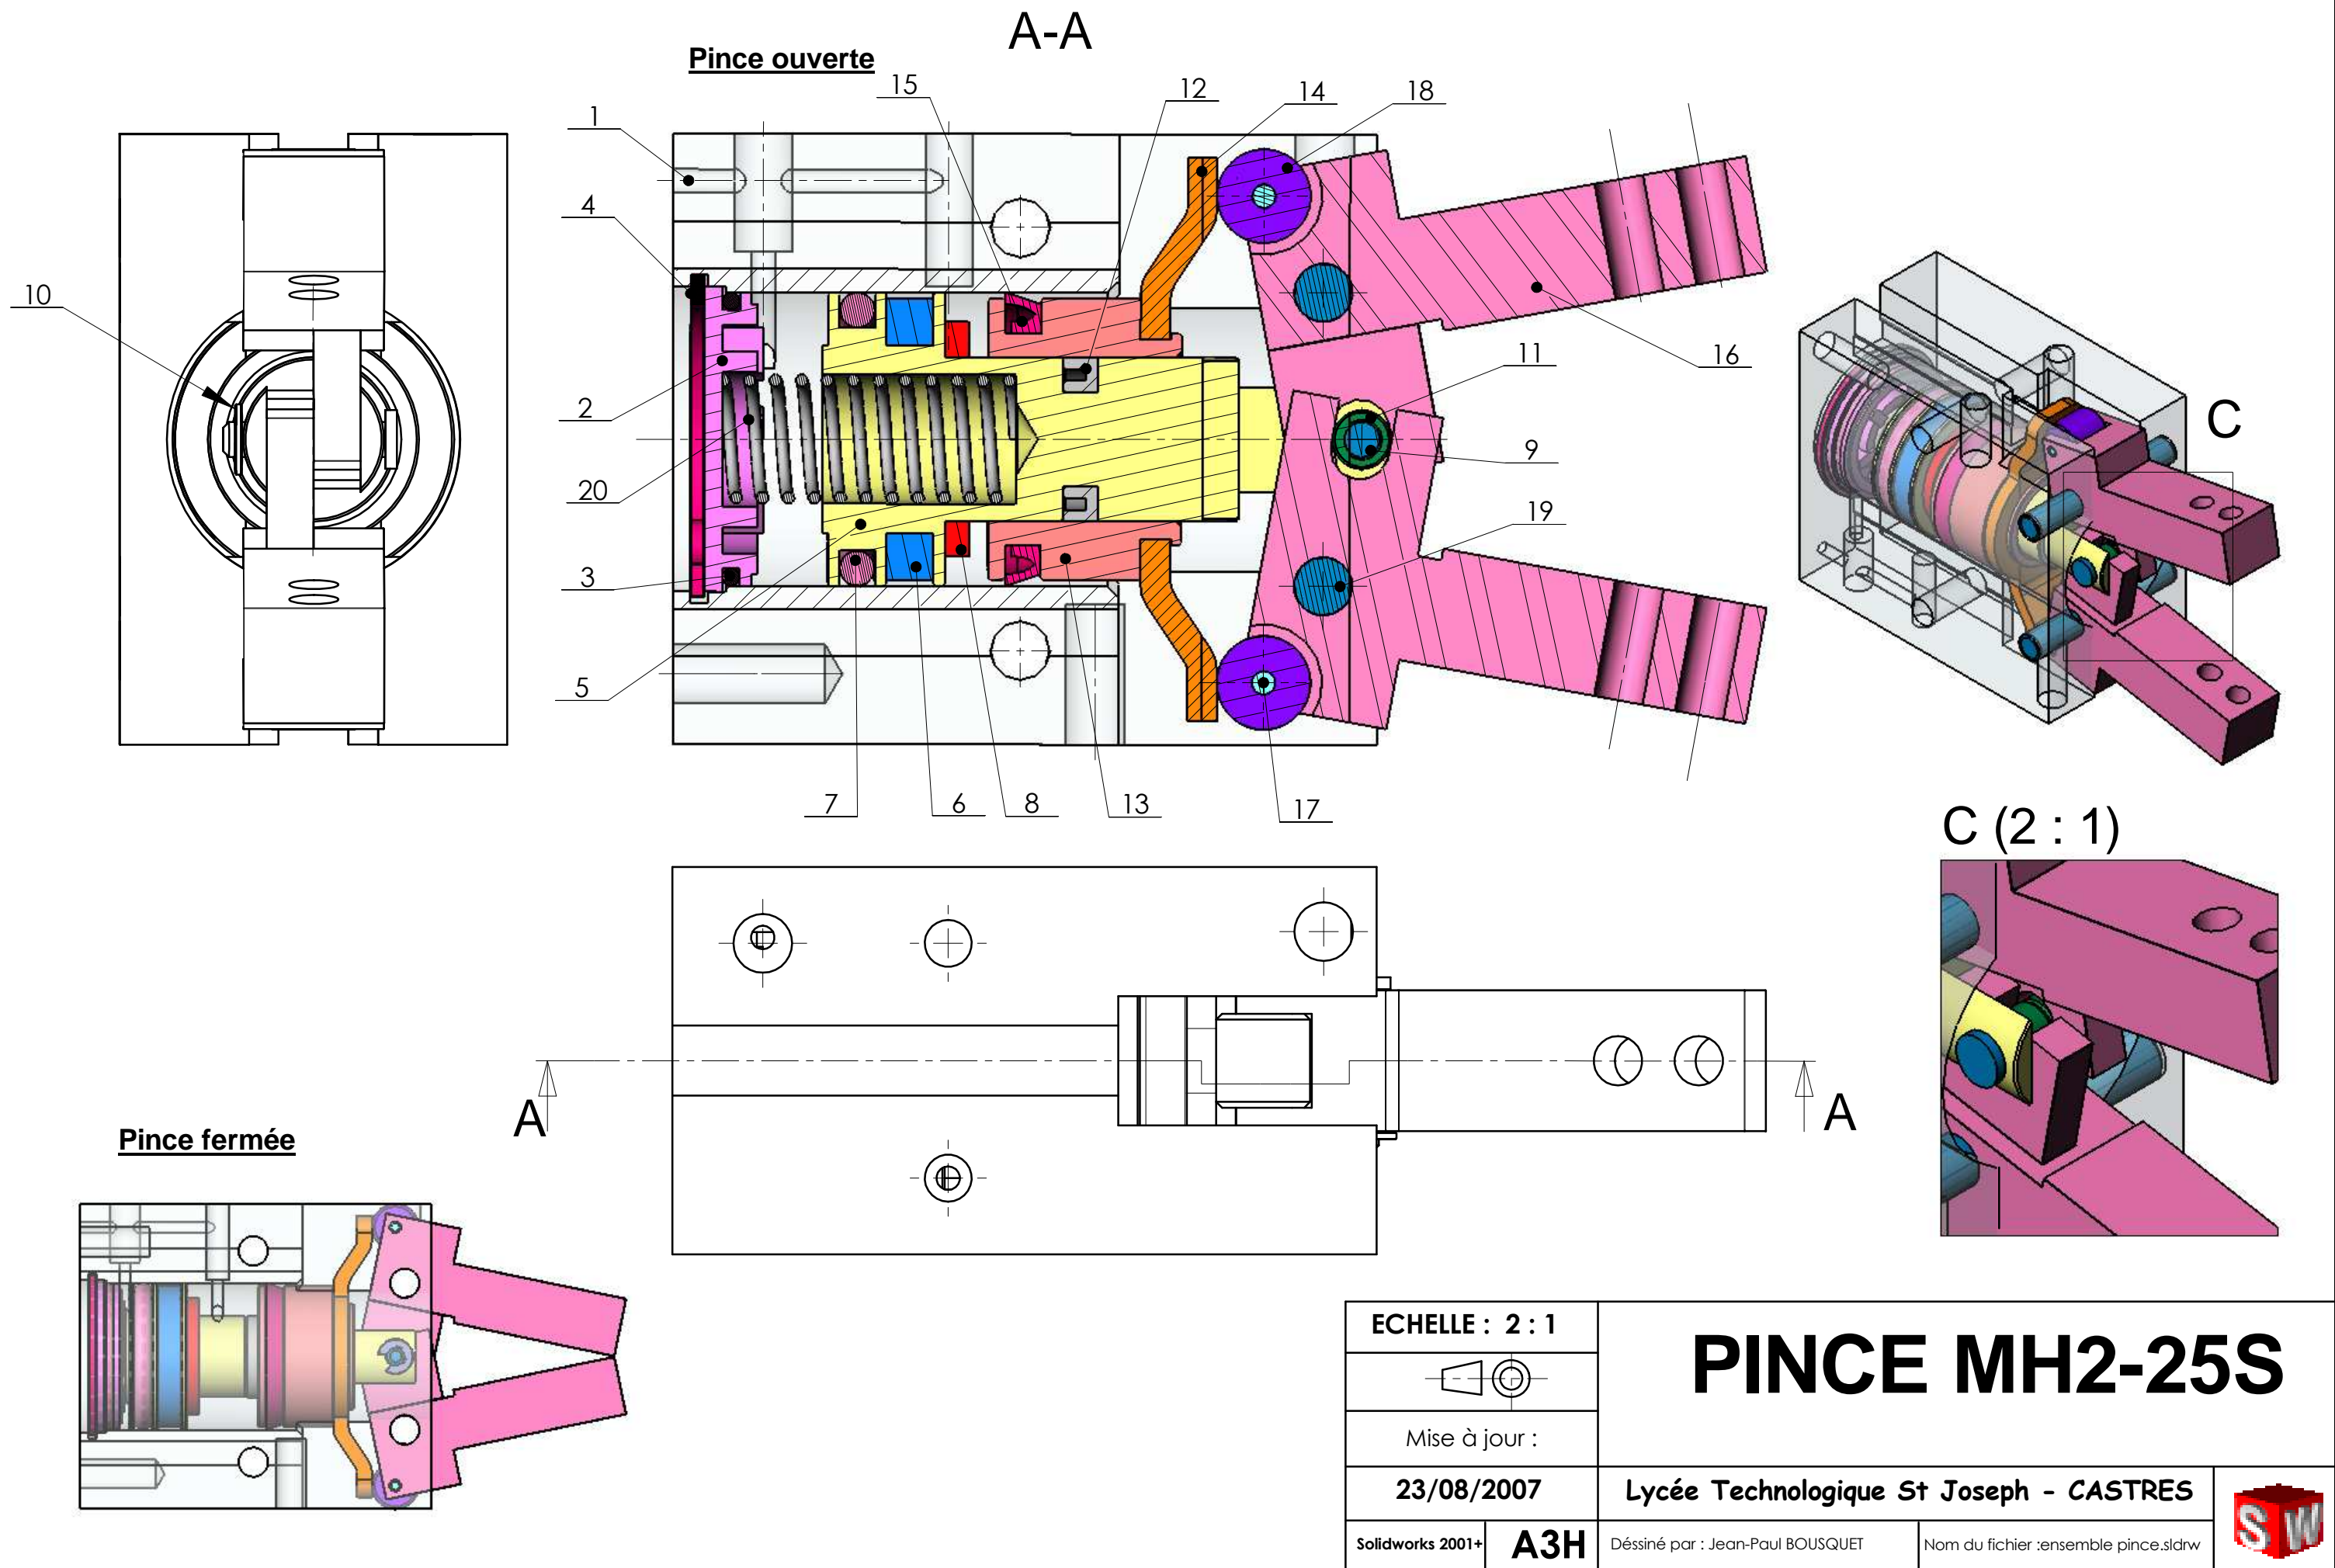 A-A
Pince ouverte
15
12
14
18
1
4
10
2
20
3
5
16
11
9
19
7
6
8
13
17
C
C (2 : 1)
A
A
Pince fermée
ECHELLE : 2 : 1
PINCE MH2-25S
Mise à jour :
23/08/2007
Lycée Technologique St Joseph - CASTRES
Solidworks 2001+
A3H
Déssiné par : Jean-Paul BOUSQUET
Nom du fichier :ensemble pince.sldrw
SW